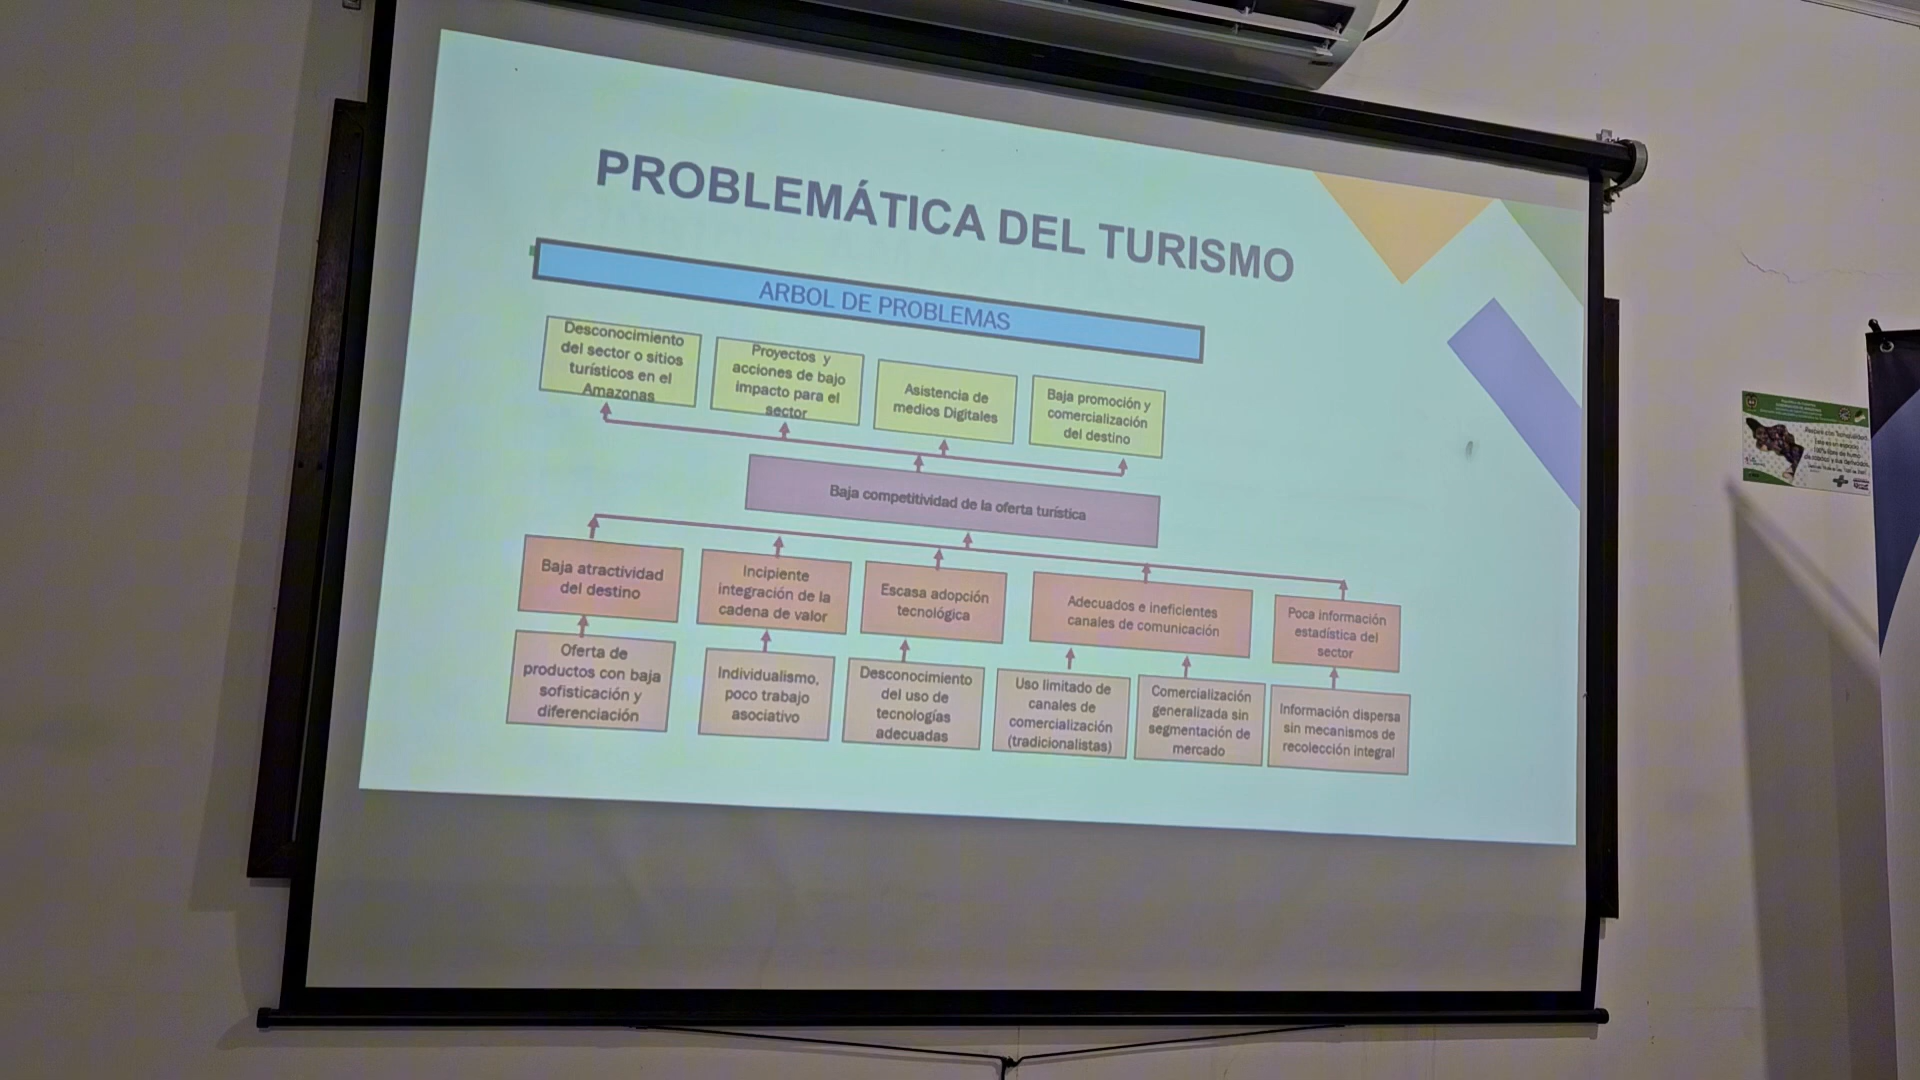 PROBLEMÁTICA DEL TURISMO
ARBOL DE PROBLEMAS
Desconocimiento
del sector o sitios
turísticos en el
Amazonas
Proyectos y
acciones de bajo
impacto para el
sector
Asistencia de
medios Digitales
Baja promoción y
comercialización
del destino
Baja competitividad de la oferta turística
Baja atractividad
del destino
Incipiente
integración de la
cadena de valor
Escasa adopción
tecnológica
Adecuados e ineficientes
canales de comunicación
Poca información
estadística del
sector
Oferta de
productos con baja
sofisticación y
diferenciación
Individualismo,
poco trabajo
asociativo
Desconocimiento
del uso de
tecnologías
adecuadas
Uso limitado de
canales de
comercialización
(tradicionalistas)
Comercialización
generalizada sin
segmentación de
mercado
Información dispersa
sin mecanismos de
recolección integral